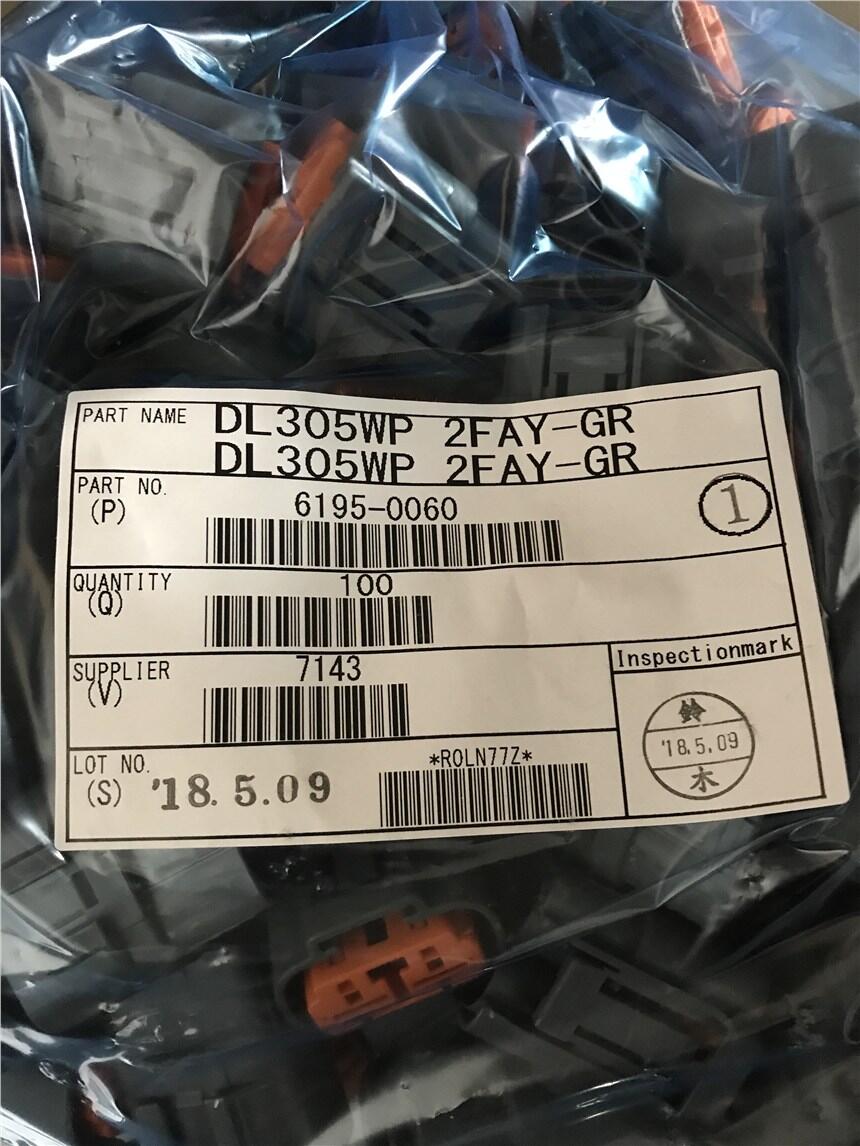 PART NAME DL305WP 2FAY-GR
DL305WP 2FAY-GR
PART NO. 6195-0060
(P)
1
QUANTITY 100
(Q)
SUPPLIER 7143
(V)
Inspectionmark
鈴
'18.5.09
木
LOT NO. *R0LN77Z*
(S) '18.5.09